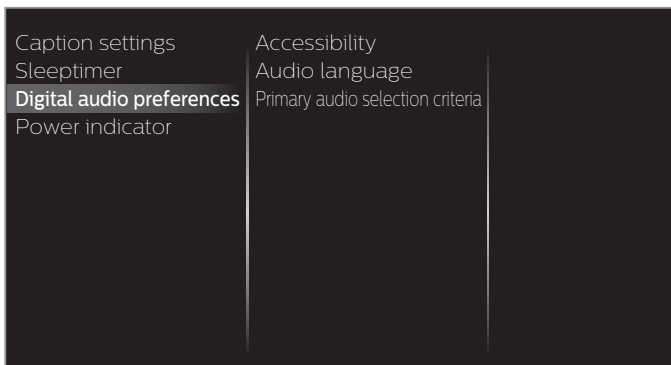 Caption settings
Sleeptimer
Digital audio preferences
Power indicator
Accessibility
Audio language
Primary audio selection criteria